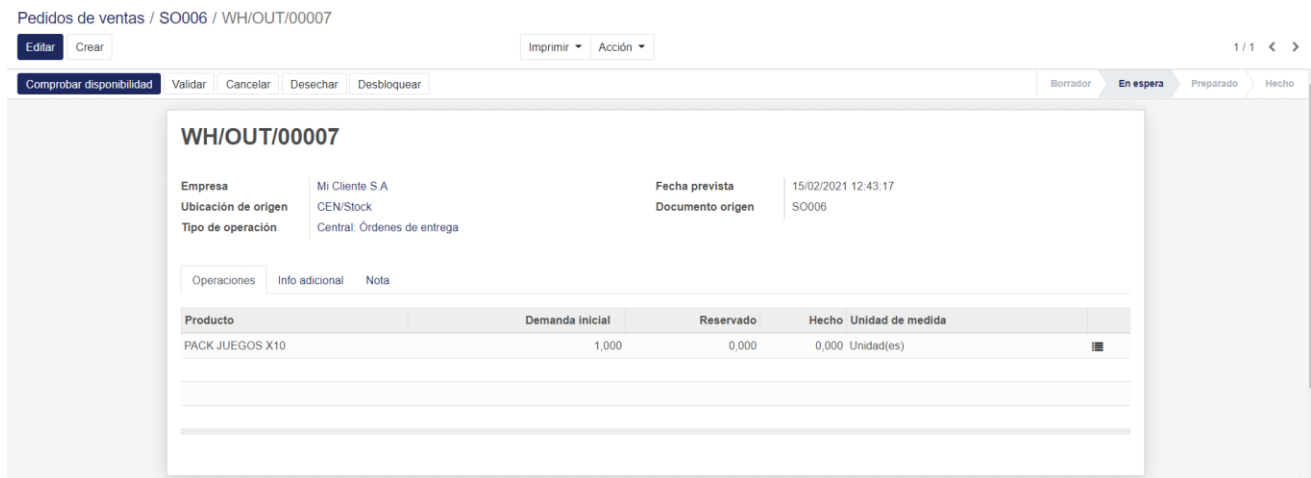 Pedidos de ventas / SO006 / WH/OUT/00007
Editar Crear Imprimir Acción 1 / 1
Comprobar disponibilidad Validar Cancelar Desechar Desbloquear Borrador En espera Preparado Hecho
WH/OUT/00007
Empresa Mi Cliente S.A Fecha prevista 15/02/2021 12:43:17
Ubicación de origen CEN/Stock Documento origen SO006
Tipo de operación Central: Órdenes de entrega
Operaciones Info adicional Nota
Producto Demanda inicial Reservado Hecho Unidad de medida
PACK JUEGOS X10 1,000 0,000 0,000 Unidad(es)